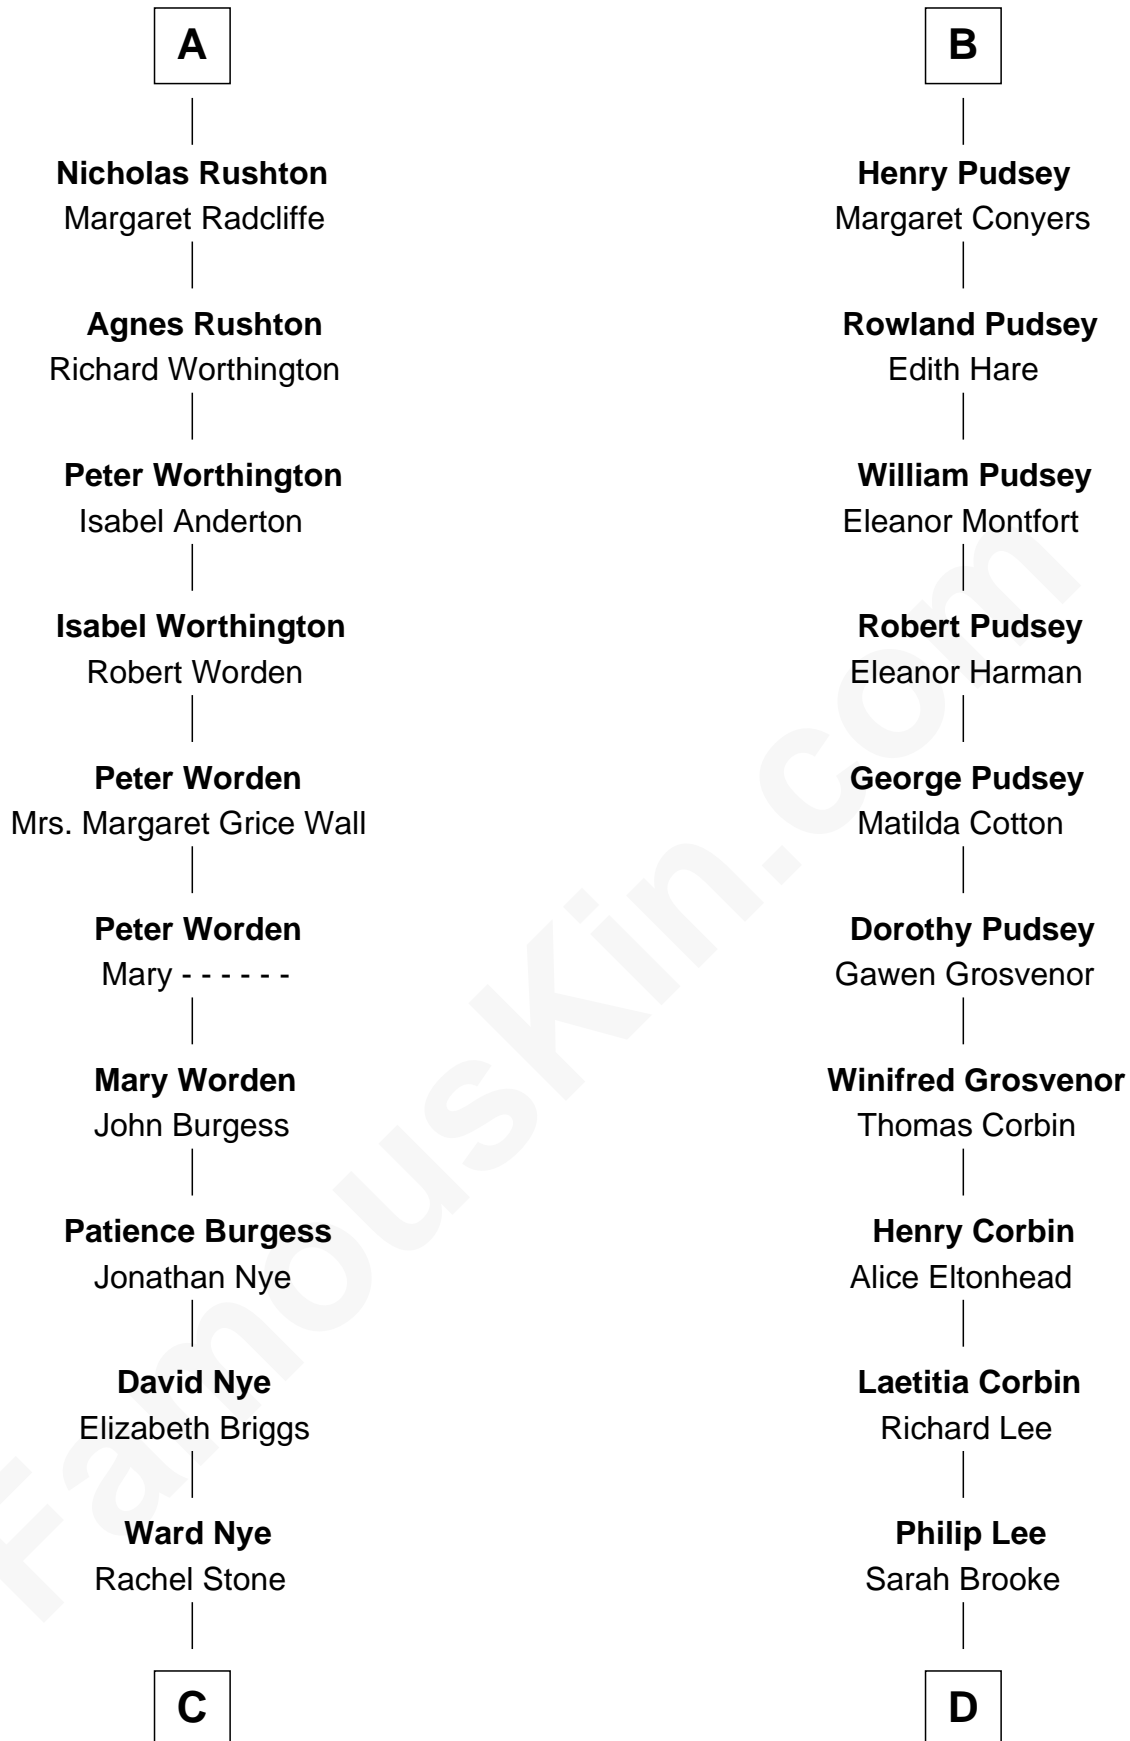 A
Nicholas Rushton
Margaret Radcliffe
Agnes Rushton
Richard Worthington
Peter Worthington
Isabel Anderton
Isabel Worthington
Robert Worden
Peter Worden
Mrs. Margaret Grice Wall
Peter Worden
Mary - - - - - -
Mary Worden
John Burgess
Patience Burgess
Jonathan Nye
David Nye
Elizabeth Briggs
Ward Nye
Rachel Stone
C
B
Henry Pudsey
Margaret Conyers
Rowland Pudsey
Edith Hare
William Pudsey
Eleanor Montfort
Robert Pudsey
Eleanor Harman
George Pudsey
Matilda Cotton
Dorothy Pudsey
Gawen Grosvenor
Winifred Grosvenor
Thomas Corbin
Henry Corbin
Alice Eltonhead
Laetitia Corbin
Richard Lee
Philip Lee
Sarah Brooke
D
FamousKin.com